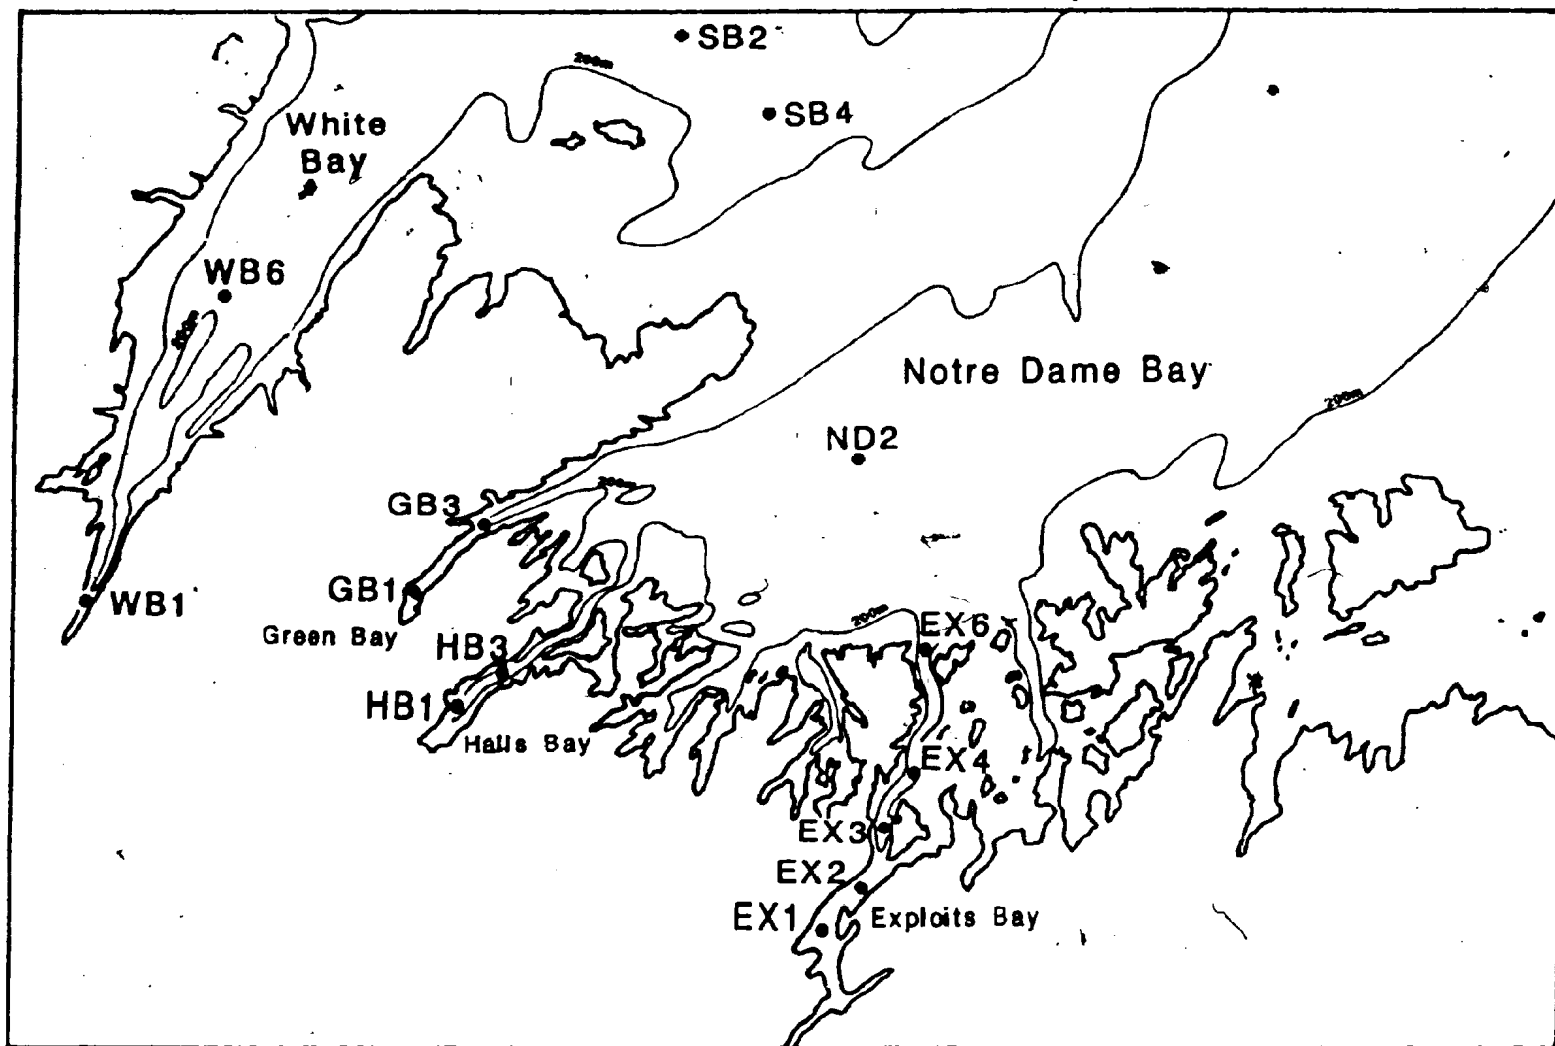 SB2
200m
SB4
White
Bay
WB6
200m
Notre Dame Bay
200m
ND2
200m
GB3
GB1
WB1
Green Bay
200m
EX6
HB3
HB1
Halls Bay
EX4
EX3
EX2
EX1
Exploits Bay